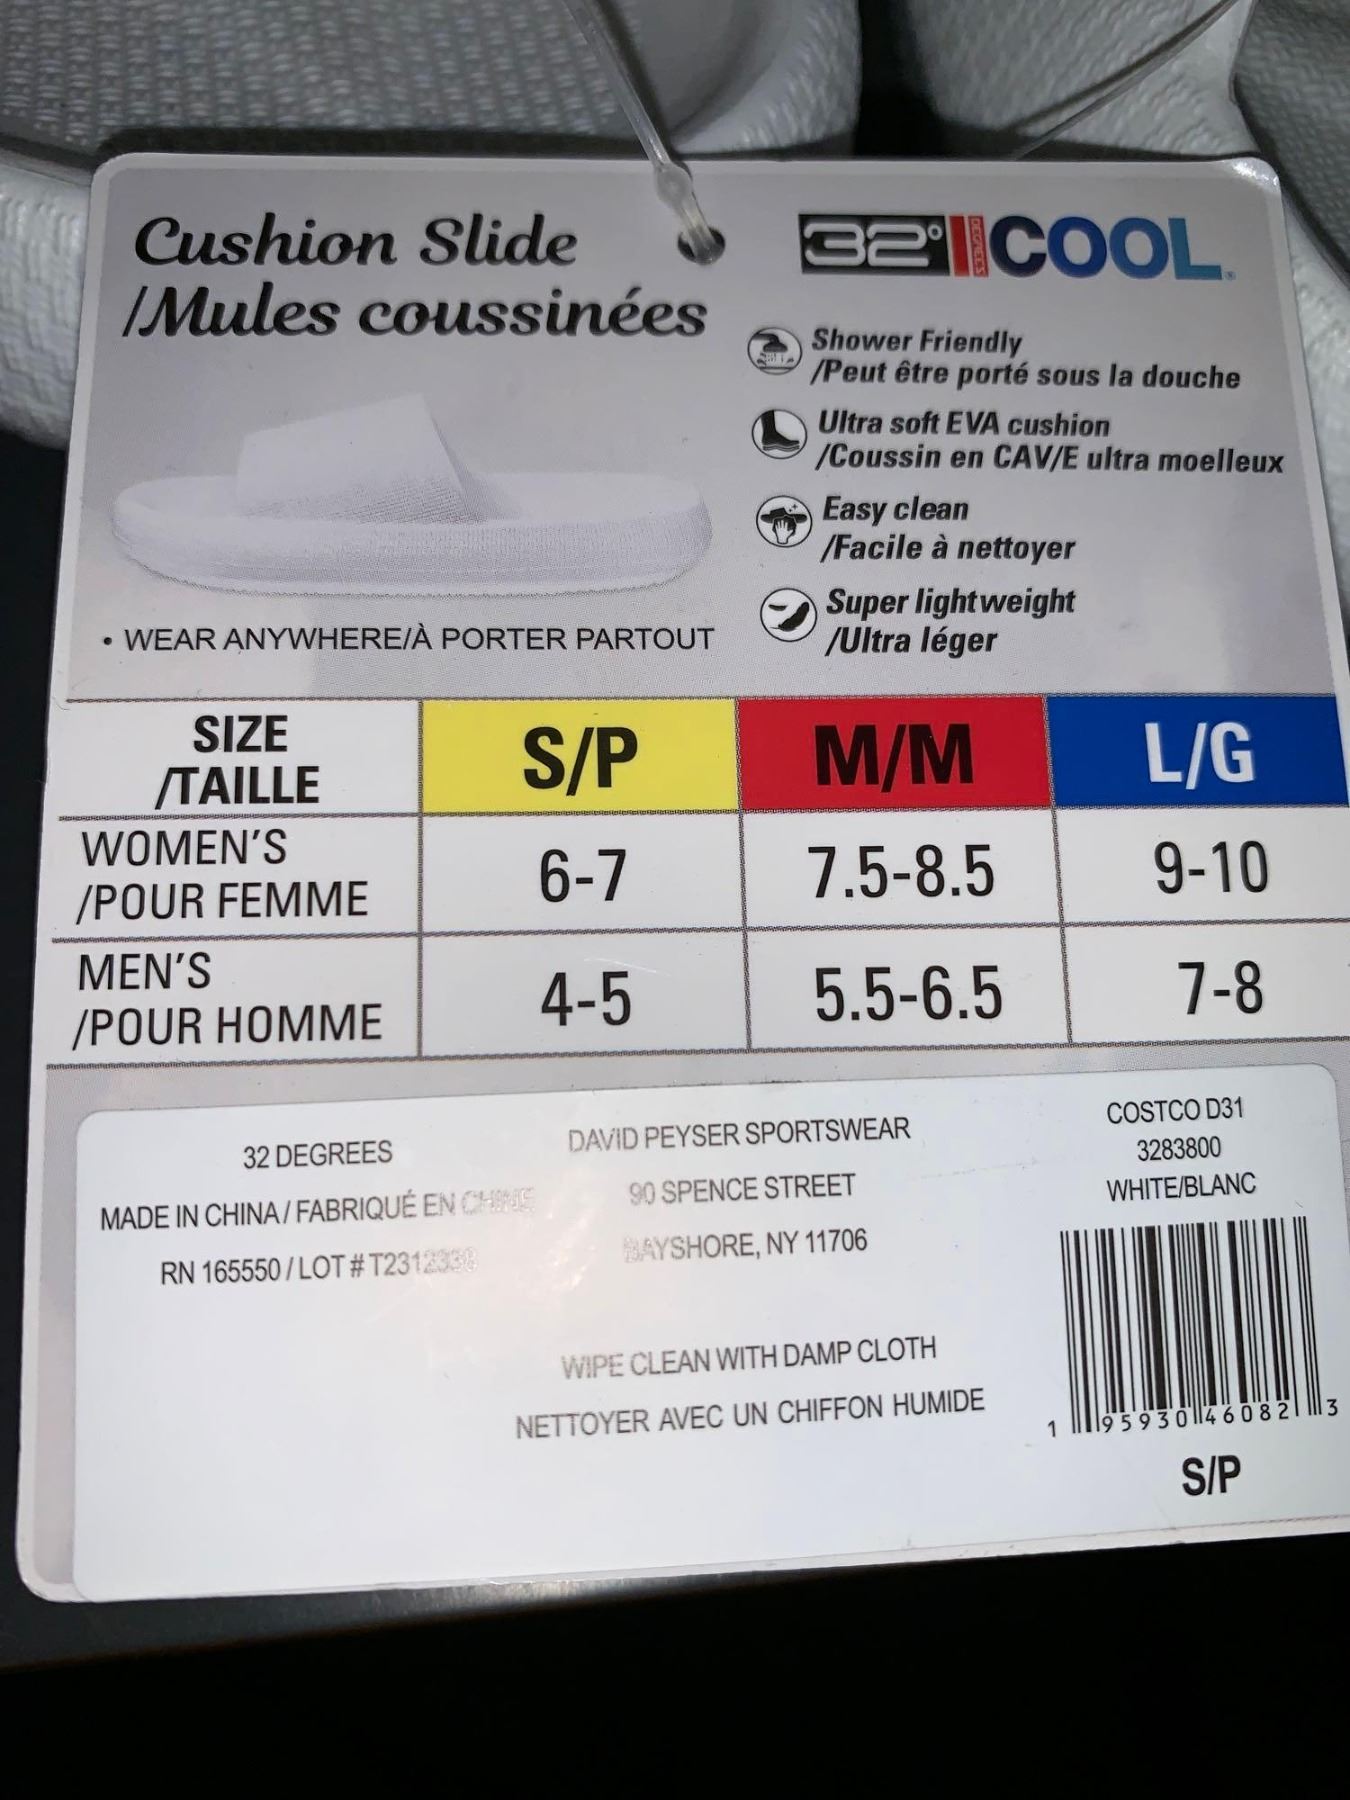 Cushion Slide
/Mules coussinées
32° DEGREES COOL
Shower Friendly
/Peut être porté sous la douche
Ultra soft EVA cushion
/Coussin en CAV/E ultra moelleux
Easy clean
/Facile à nettoyer
Super lightweight
/Ultra léger
• WEAR ANYWHERE/À PORTER PARTOUT
SIZE
/TAILLE
S/P
M/M
L/G
WOMEN'S
/POUR FEMME
6-7
7.5-8.5
9-10
MEN'S
/POUR HOMME
4-5
5.5-6.5
7-8
32 DEGREES
MADE IN CHINA / FABRIQUÉ EN CHINE
RN 165550 / LOT #
DAVID PEYSER SPORTSWEAR
90 SPENCE STREET
BAYSHORE, NY 11706
WIPE CLEAN WITH DAMP CLOTH
NETTOYER AVEC UN CHIFFON HUMIDE
COSTCO D31
3283800
WHITE/BLANC
1 95930 46082 3
S/P